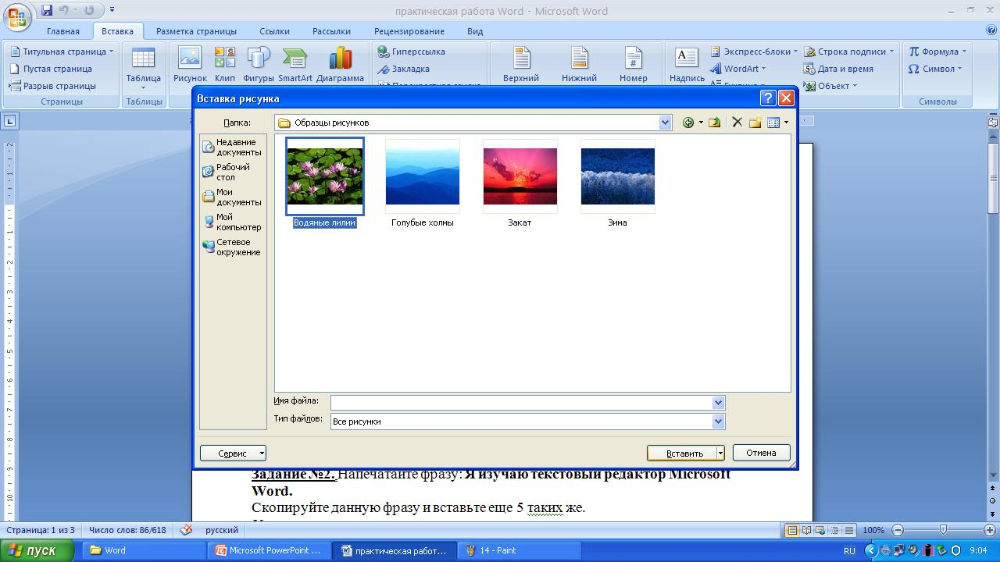 практическая работа Word - Microsoft Word
Главная Вставка Разметка страницы Ссылки Рассылки Рецензирование Вид
Титульная страница
Пустая страница
Разрыв страницы
Страницы
Таблица
Таблицы
Рисунок Клип Фигуры SmartArt Диаграмма
Гиперссылка
Закладка
Верхний Нижний Номер
Надпись
Экспресс-блоки
WordArt
Строка подписи
Дата и время
Объект
Формула
Символ
Символы
Вставка рисунка
Папка: Образцы рисунков
Недавние
документы
Рабочий
стол
Мои
документы
Мой
компьютер
Сетевое
окружение
Водяные лилии Голубые холмы Закат Зима
Имя файла:
Тип файлов: Все рисунки
Сервис Вставить Отмена
Задание №2. Напечатайте фразу: Я изучаю текстовый редактор Microsoft
Word.
Скопируйте данную фразу и вставьте еще 5 таких же.
Страница: 1 из 3 Число слов: 86/618 русский 100%
пуск Word Microsoft PowerPoint ... практическая работ... 14 - Paint RU 9:04